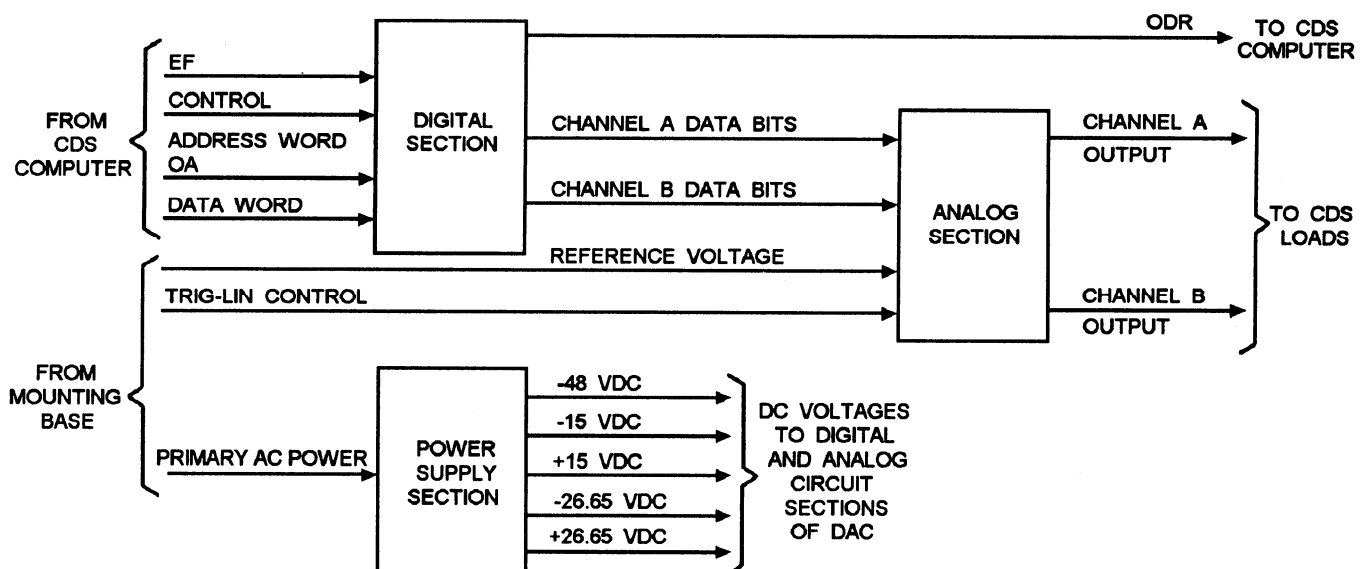 ODR
TO CDS
COMPUTER
FROM
CDS
COMPUTER
EF
CONTROL
ADDRESS WORD
OA
DATA WORD
DIGITAL
SECTION
CHANNEL A DATA BITS
CHANNEL B DATA BITS
REFERENCE VOLTAGE
TRIG-LIN CONTROL
ANALOG
SECTION
CHANNEL A
OUTPUT
CHANNEL B
OUTPUT
TO CDS
LOADS
FROM
MOUNTING
BASE
PRIMARY AC POWER
POWER
SUPPLY
SECTION
-48 VDC
-15 VDC
+15 VDC
-26.65 VDC
+26.65 VDC
DC VOLTAGES
TO DIGITAL
AND ANALOG
CIRCUIT
SECTIONS
OF DAC